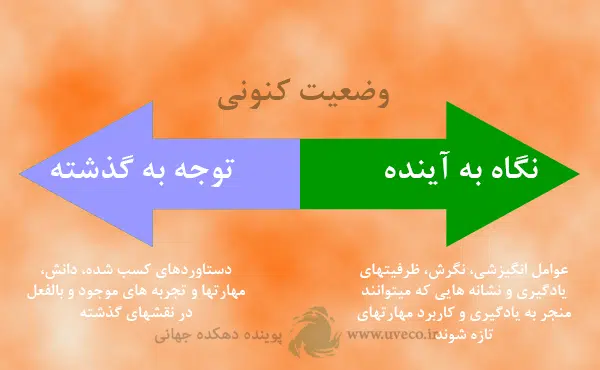 وضعیت کنونی
نگاه به آینده
توجه به گذشته
عوامل انگیزشی، نگرش، ظرفیتهای
یادگیری و نشانه هایی که میتوانند
منجر به یادگیری و کاربرد مهارتهای
تازه شوند
دستاوردهای کسب شده، دانش،
مهارتها و تجربه های موجود و بالفعل
در نقشهای گذشته
www.uveco.ir پوینده دهکده جهانی